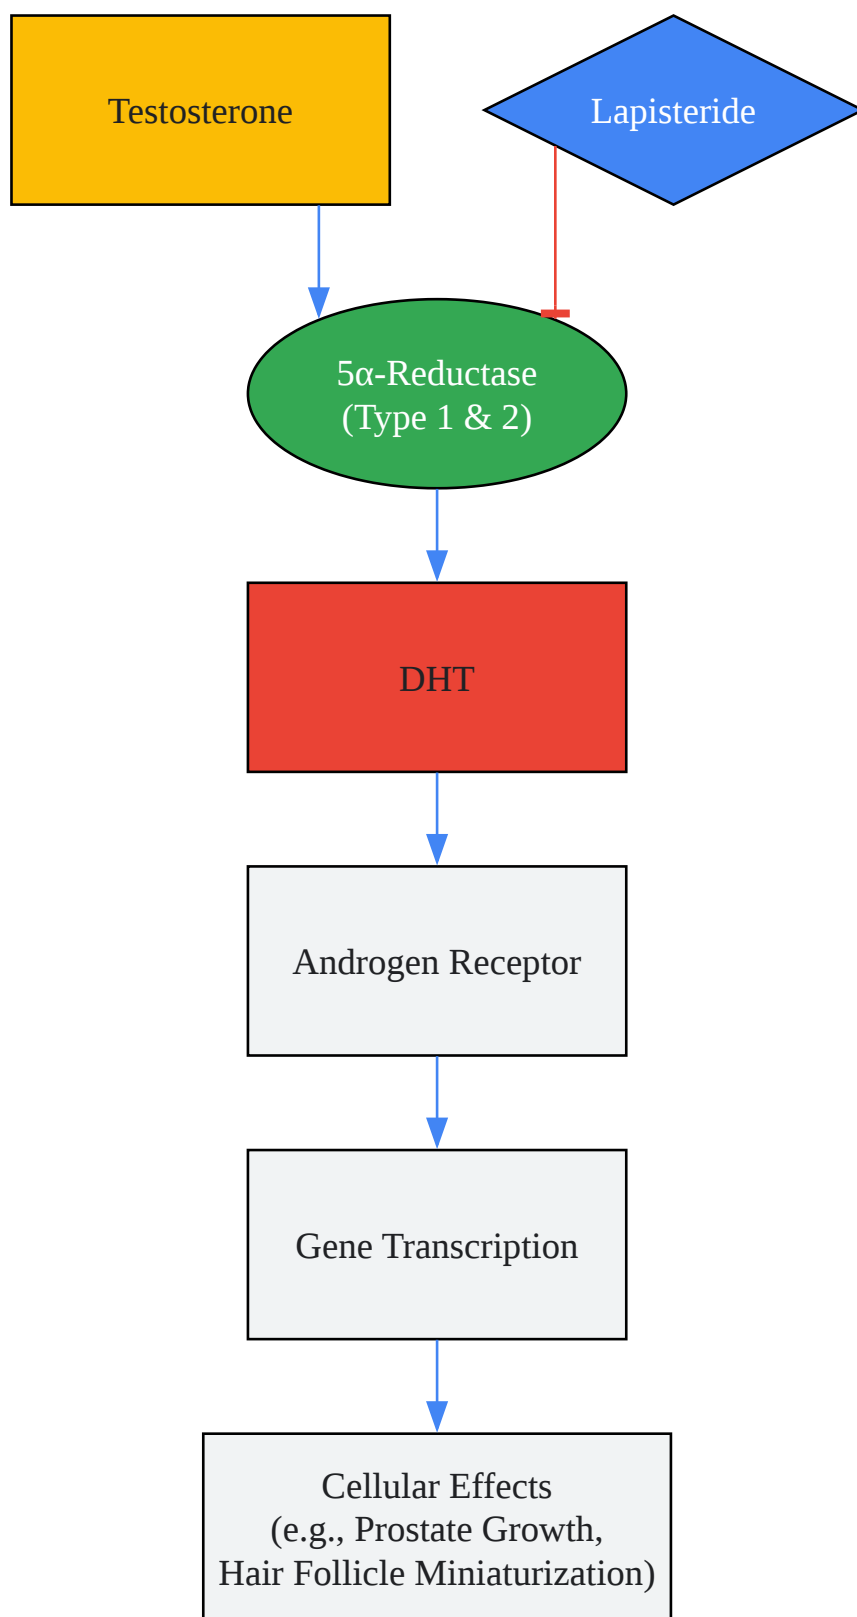 Testosterone
Lapisteride
5α-Reductase
(Type 1 & 2)
DHT
Androgen Receptor
Gene Transcription
Cellular Effects
(e.g., Prostate Growth,
Hair Follicle Miniaturization)